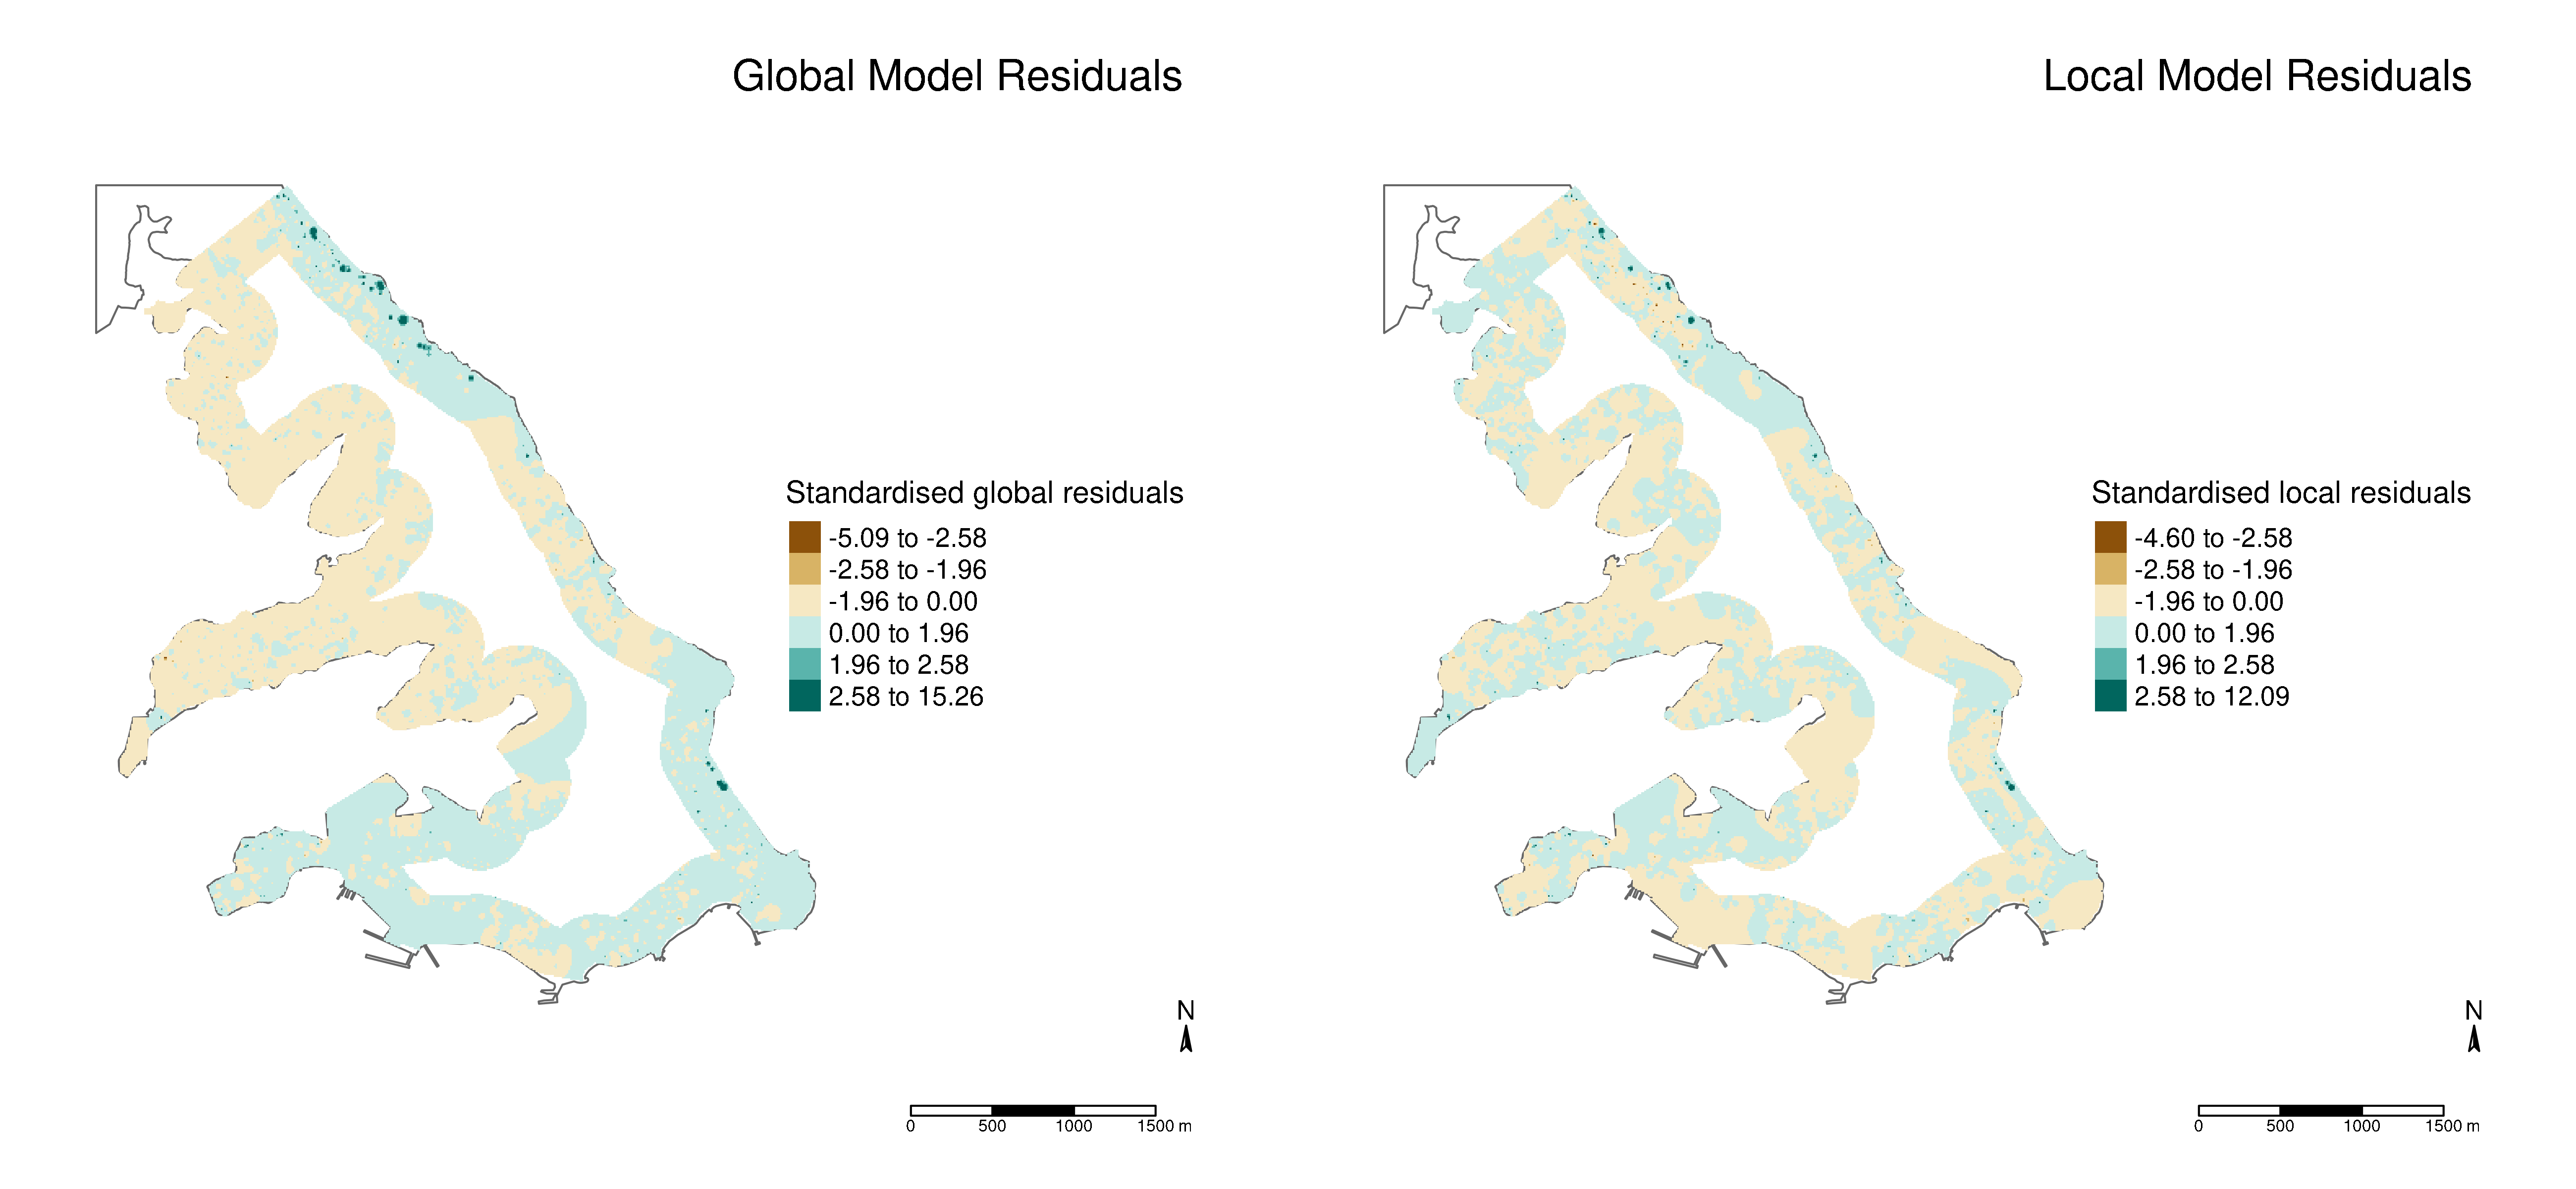 Global Model Residuals
Standardised global residuals
-5.09 to -2.58
-2.58 to -1.96
-1.96 to 0.00
0.00 to 1.96
1.96 to 2.58
2.58 to 15.26
N
0 500 1000 1500 m
Local Model Residuals
Standardised local residuals
-4.60 to -2.58
-2.58 to -1.96
-1.96 to 0.00
0.00 to 1.96
1.96 to 2.58
2.58 to 12.09
N
0 500 1000 1500 m